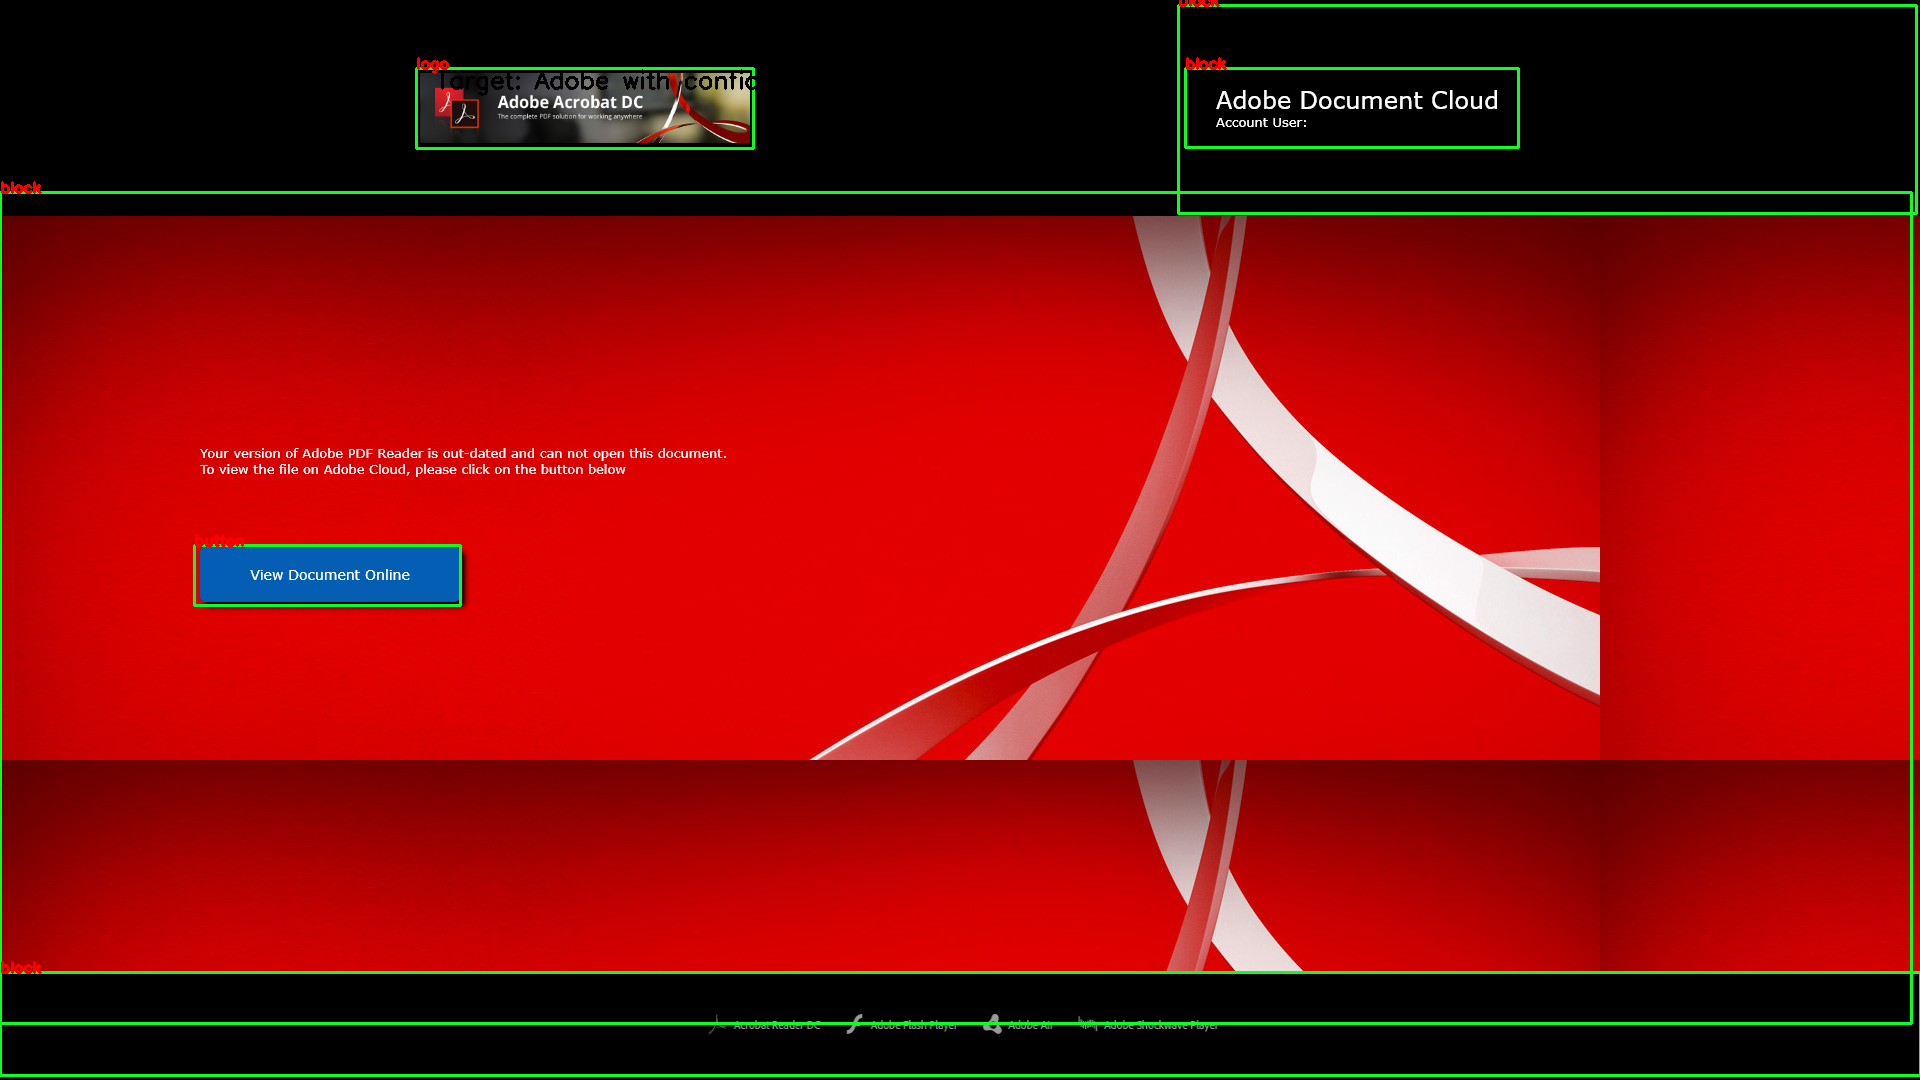 block
logo
Target: Adobe with confid
Adobe Acrobat DC
The complete PDF solution for working anywhere
block
Adobe Document Cloud
Account User:
block
Your version of Adobe PDF Reader is out-dated and can not open this document.
To view the file on Adobe Cloud, please click on the button below
button
View Document Online
block
Acrobat Reader DC
Adobe Flash Player
Adobe Air
Adobe Shockwave Player